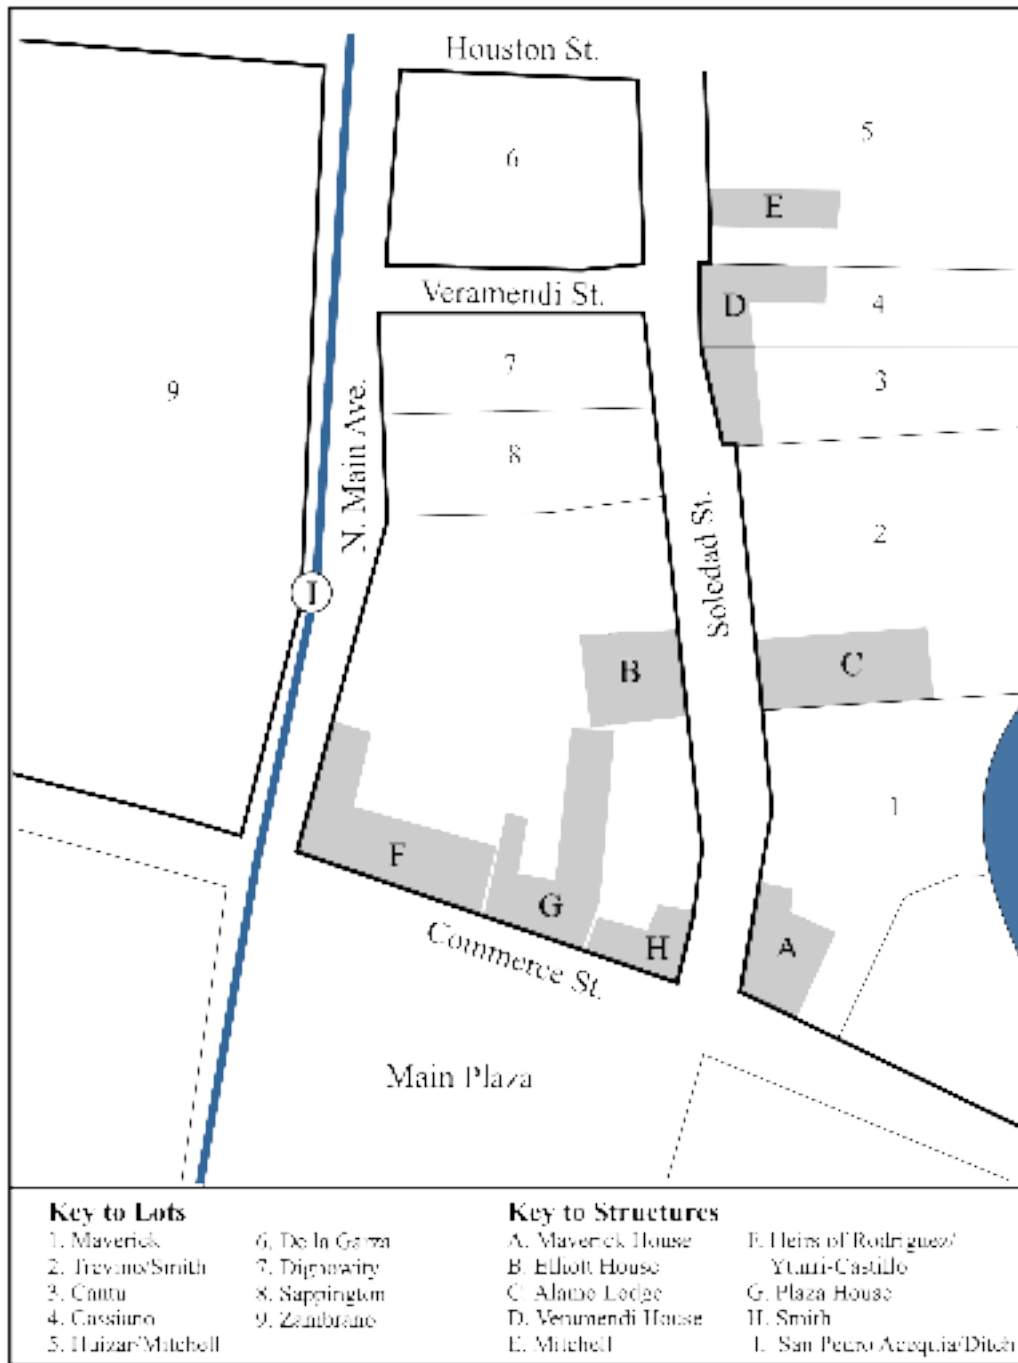 Houston St.
5
6
E
Veramendi St.
D
4
7
3
9
N. Main Ave.
8
Soledad St.
2
I
B
C
1
F
G
Commerce St.
H
A
Main Plaza
Key to Lots
1. Maverick
2. Trevino/Smith
3. Cantu
4. Cassiano
5. Huizar/Mitchell
6. De la Garza
7. Dignowity
8. Sappington
9. Zambrano
Key to Structures
A. Maverick House
B. Elliott House
C. Alamo Lodge
D. Veramendi House
E. Mitchell
F. Heirs of Rodriguez/
Yturri-Castillo
G. Plaza House
H. Smith
I. San Pedro Acequia/Ditch